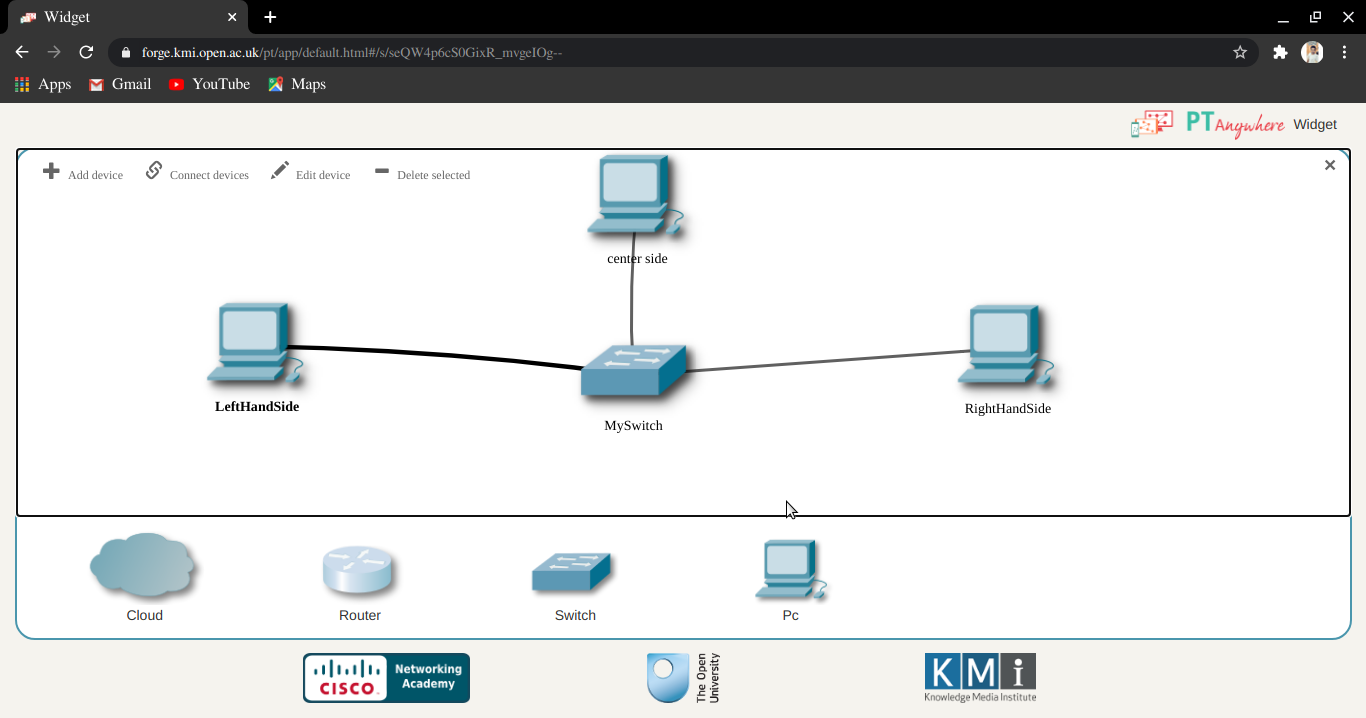 Widget
forge.kmi.open.ac.uk/pt/app/default.html#/s/seQW4p6cS0GixR_mvgeIOg--
Apps Gmail YouTube Maps
PT Anywhere Widget
Add device Connect devices Edit device Delete selected
center side
LeftHandSide
RightHandSide
MySwitch
Cloud Router Switch Pc
CISCO Networking Academy
The Open University
KMi
Knowledge Media Institute